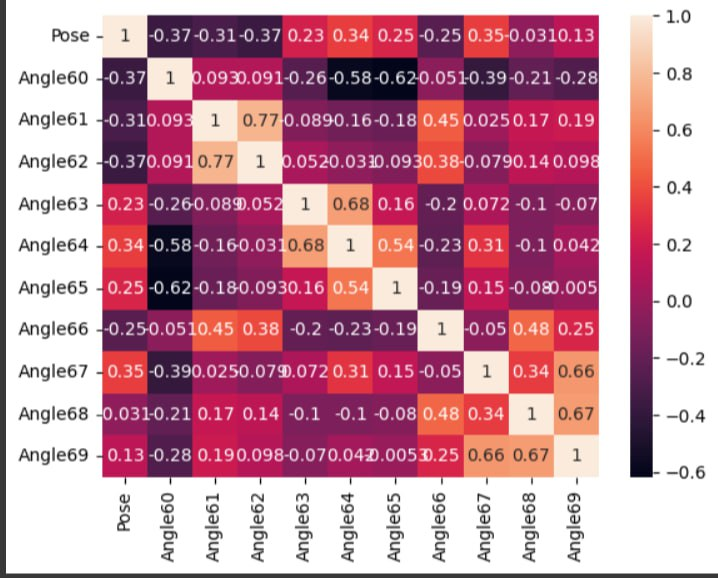 Pose 1 -0.37 -0.31 -0.37 0.23 0.34 0.25 -0.25 0.35 -0.031 0.13 1.0
Angle60 -0.37 1 0.093 0.091 -0.26 -0.58 -0.62 -0.051 -0.39 -0.21 -0.28 0.8
Angle61 -0.31 0.093 1 0.77 -0.089 -0.16 -0.18 0.45 0.025 0.17 0.19 0.6
Angle62 -0.37 0.091 0.77 1 0.052 -0.031 0.093 0.38 -0.079 0.14 0.098
Angle63 0.23 -0.26 -0.089 0.052 1 0.68 0.16 -0.2 0.072 -0.1 -0.07 0.4
Angle64 0.34 -0.58 -0.16 -0.031 0.68 1 0.54 -0.23 0.31 -0.1 0.042 0.2
Angle65 0.25 -0.62 -0.18 -0.093 0.16 0.54 1 -0.19 0.15 -0.08 0.005 0.0
Angle66 -0.25 -0.051 0.45 0.38 -0.2 -0.23 -0.19 1 -0.05 0.48 0.25
Angle67 0.35 -0.39 0.025 -0.079 0.072 0.31 0.15 -0.05 1 0.34 0.66 -0.2
Angle68 0.031 -0.21 0.17 0.14 -0.1 -0.1 -0.08 0.48 0.34 1 0.67 -0.4
Angle69 0.13 -0.28 0.19 0.098 -0.07 0.042 0.0053 0.25 0.66 0.67 1 -0.6
Pose Angle60 Angle61 Angle62 Angle63 Angle64 Angle65 Angle66 Angle67 Angle68 Angle69